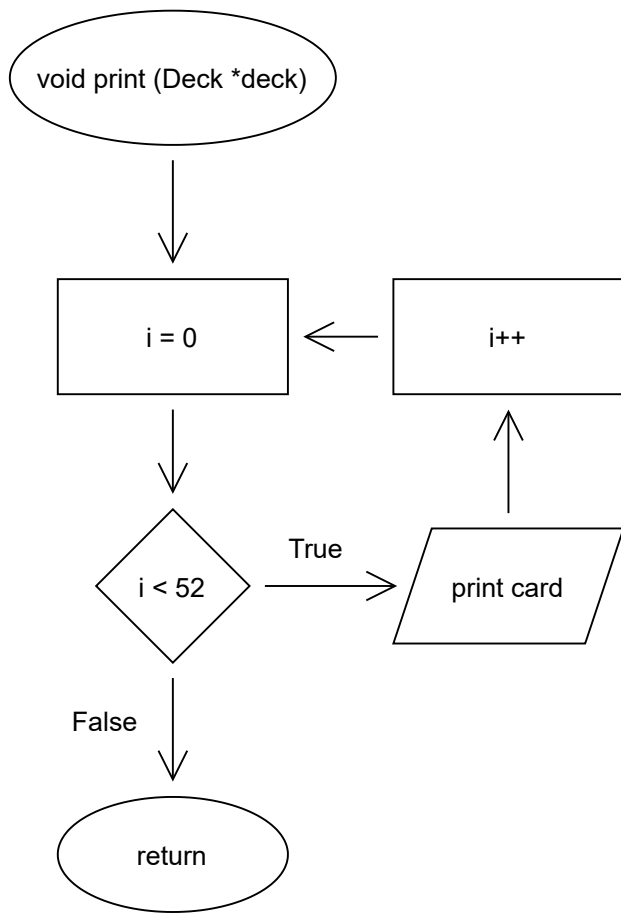 void print (Deck *deck)
i = 0
i++
i < 52
True
print card
False
return